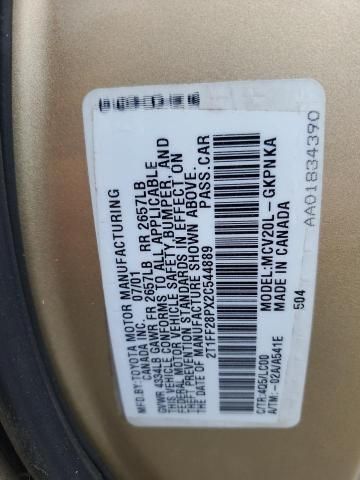 MFD.BY:TOYOTA MOTOR MANUFACTURING
CANADA INC. 07/01
GVWR 4334LB GAWR FR 2657LB, RR 2657LB
THIS VEHICLE CONFORMS TO ALL APPLICABLE
FEDERAL MOTOR VEHICLE SAFETY, BUMPER, AND
THEFT PREVENTION STANDARDS IN EFFECT ON
THE DATE OF MANUFACTURE SHOWN ABOVE.
2T1FF28PX2C544889 PASS.CAR
C/TR:4Q5/LC00 MODEL:MCV20L-
A/TM:-02A/A541E GKPNKA
MADE IN CANADA
504
AA01834390